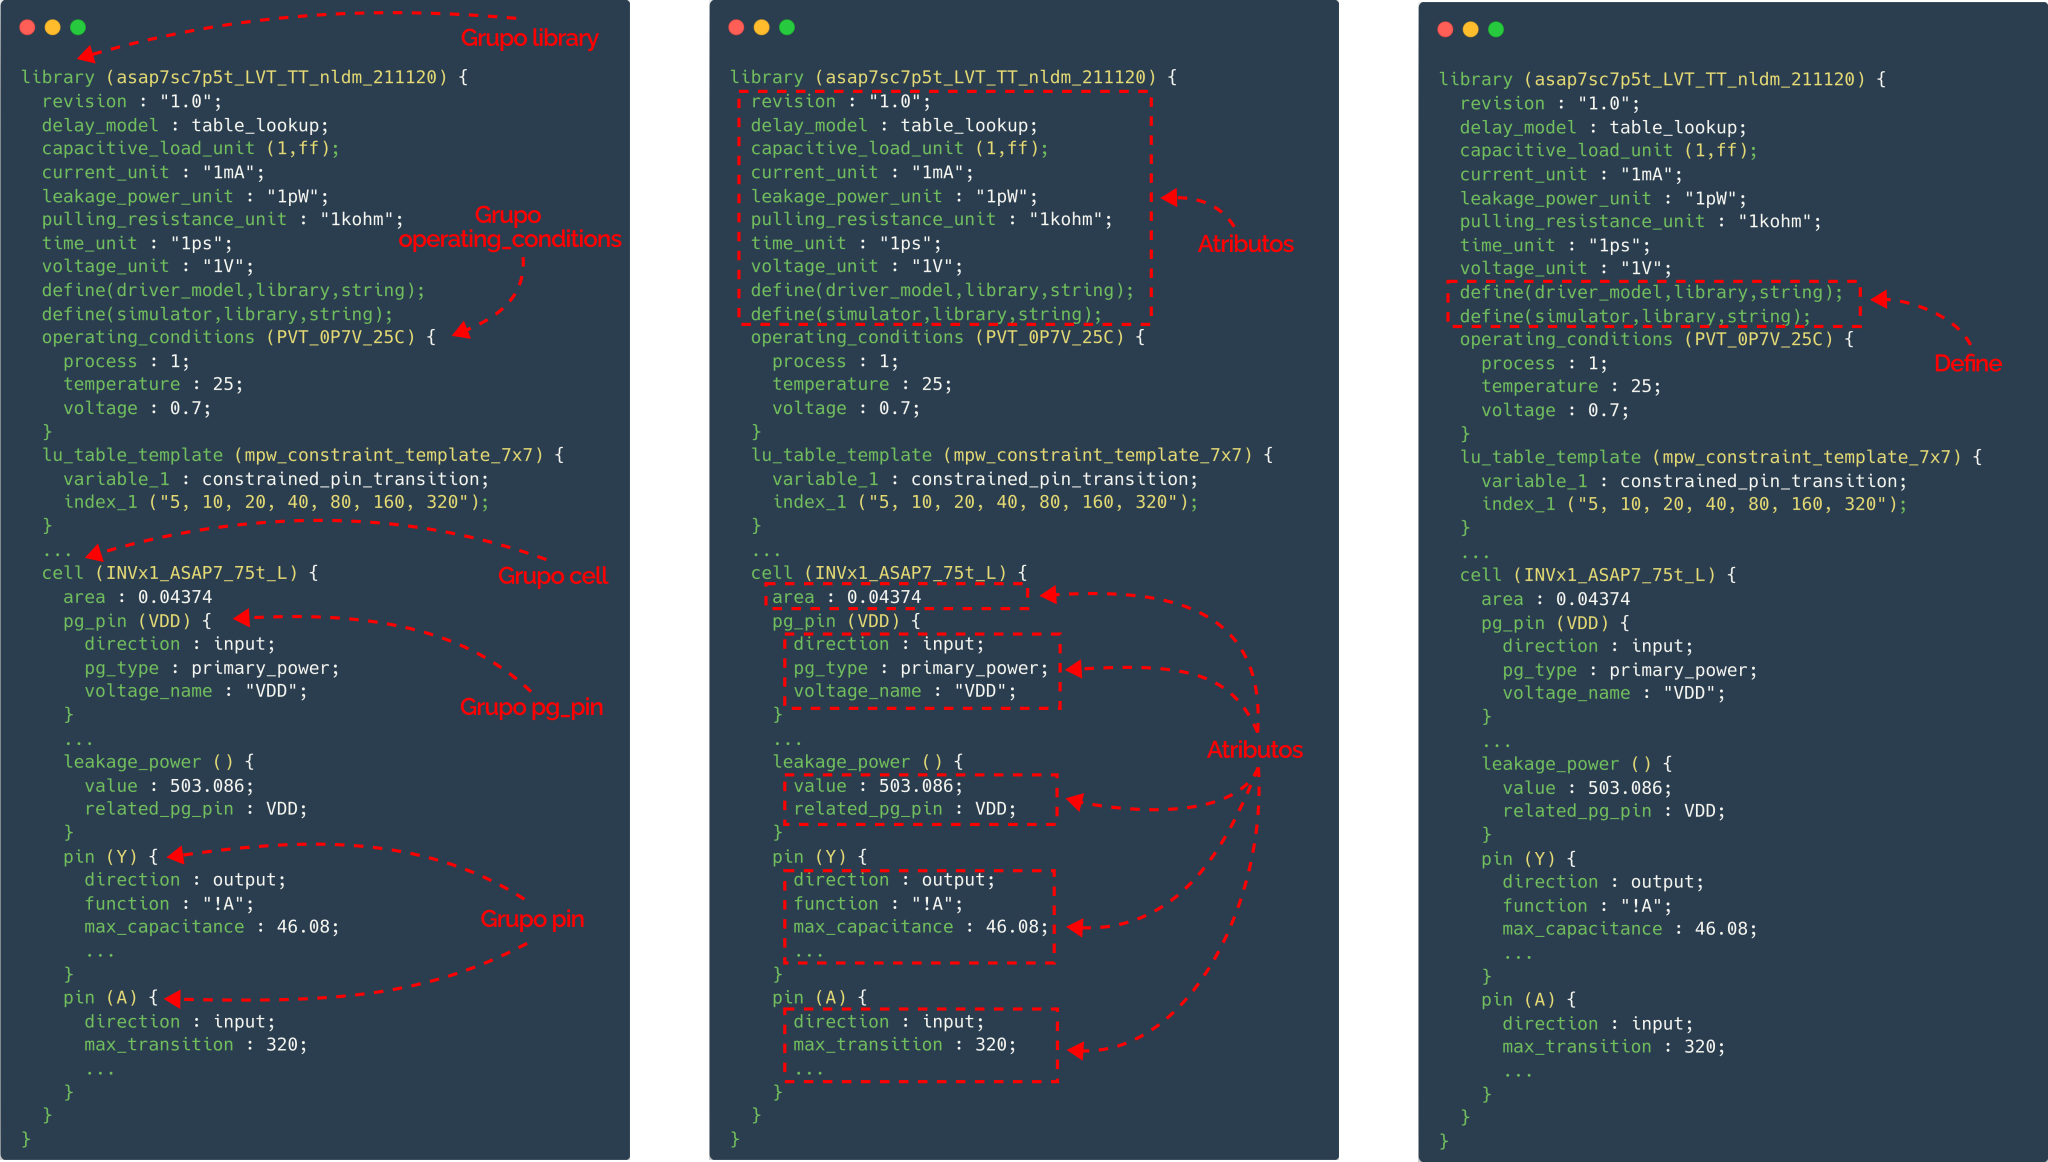 Grupo library
library (asap7sc7p5t_LVT_TT_nldm_211120) {
revision : "1.0";
delay_model : table_lookup;
capacitive_load_unit (1,ff);
current_unit : "1mA";
leakage_power_unit : "1pW";
pulling_resistance_unit : "1kohm";
Grupo
operating_conditions
time_unit : "1ps";
voltage_unit : "1V";
define(driver_model,library,string);
define(simulator,library,string);
operating_conditions (PVT_0P7V_25C) {
process : 1;
temperature : 25;
voltage : 0.7;
}
lu_table_template (mpw_constraint_template_7x7) {
variable_1 : constrained_pin_transition;
index_1 ("5, 10, 20, 40, 80, 160, 320");
}
...
cell (INVx1_ASAP7_75t_L) {
Grupo cell
area : 0.04374
pg_pin (VDD) {
direction : input;
pg_type : primary_power;
voltage_name : "VDD";
Grupo pg_pin
}
...
leakage_power () {
value : 503.086;
related_pg_pin : VDD;
}
pin (Y) {
direction : output;
function : "!A";
max_capacitance : 46.08;
Grupo pin
...
}
pin (A) {
direction : input;
max_transition : 320;
...
}
}
}
library (asap7sc7p5t_LVT_TT_nldm_211120) {
revision : "1.0";
delay_model : table_lookup;
capacitive_load_unit (1,ff);
current_unit : "1mA";
leakage_power_unit : "1pW";
pulling_resistance_unit : "1kohm";
time_unit : "1ps";
Atributos
voltage_unit : "1V";
define(driver_model,library,string);
define(simulator,library,string);
operating_conditions (PVT_0P7V_25C) {
process : 1;
temperature : 25;
voltage : 0.7;
}
lu_table_template (mpw_constraint_template_7x7) {
variable_1 : constrained_pin_transition;
index_1 ("5, 10, 20, 40, 80, 160, 320");
}
...
cell (INVx1_ASAP7_75t_L) {
area : 0.04374
pg_pin (VDD) {
direction : input;
pg_type : primary_power;
voltage_name : "VDD";
}
...
Atributos
leakage_power () {
value : 503.086;
related_pg_pin : VDD;
}
pin (Y) {
direction : output;
function : "!A";
max_capacitance : 46.08;
...
}
pin (A) {
direction : input;
max_transition : 320;
...
}
}
}
library (asap7sc7p5t_LVT_TT_nldm_211120) {
revision : "1.0";
delay_model : table_lookup;
capacitive_load_unit (1,ff);
current_unit : "1mA";
leakage_power_unit : "1pW";
pulling_resistance_unit : "1kohm";
time_unit : "1ps";
voltage_unit : "1V";
define(driver_model,library,string);
define(simulator,library,string);
operating_conditions (PVT_0P7V_25C) {
process : 1;
Define
temperature : 25;
voltage : 0.7;
}
lu_table_template (mpw_constraint_template_7x7) {
variable_1 : constrained_pin_transition;
index_1 ("5, 10, 20, 40, 80, 160, 320");
}
...
cell (INVx1_ASAP7_75t_L) {
area : 0.04374
pg_pin (VDD) {
direction : input;
pg_type : primary_power;
voltage_name : "VDD";
}
...
leakage_power () {
value : 503.086;
related_pg_pin : VDD;
}
pin (Y) {
direction : output;
function : "!A";
max_capacitance : 46.08;
...
}
pin (A) {
direction : input;
max_transition : 320;
...
}
}
}